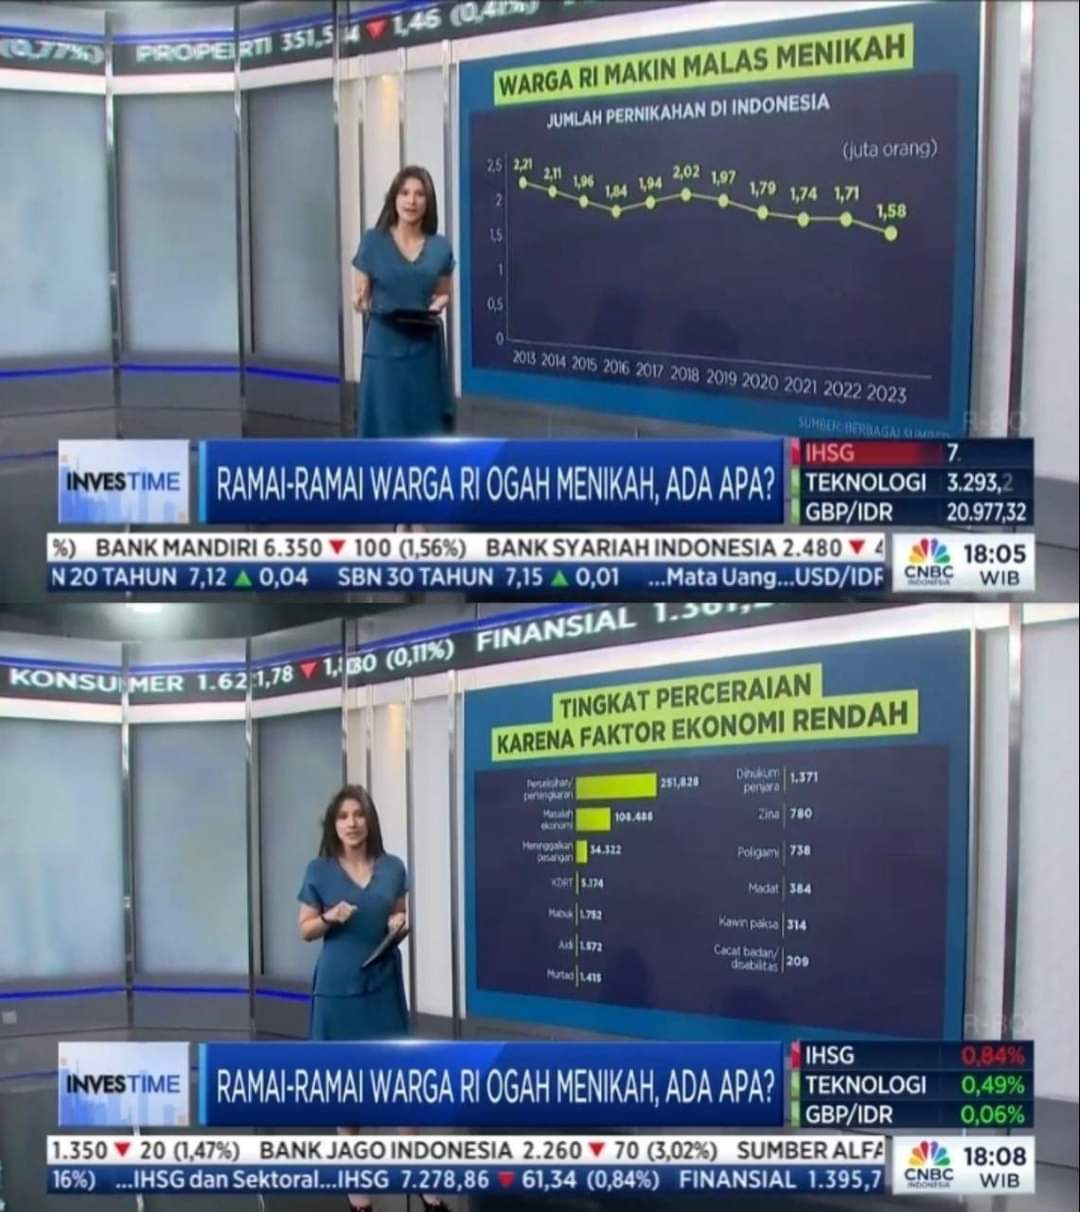 (0,77%) PROPERTI 351,5 4 ▼ 1,46 (0,41%)
WARGA RI MAKIN MALAS MENIKAH
JUMLAH PERNIKAHAN DI INDONESIA
(juta orang)
2,5
2
1,5
1
0,5
0
2,21 2,11 1,96 1,84 1,94 2,02 1,97 1,79 1,74 1,71 1,58
2013 2014 2015 2016 2017 2018 2019 2020 2021 2022 2023
SUMBER: BERBAGAI SUMBER
INVESTIME
RAMAI-RAMAI WARGA RI OGAH MENIKAH, ADA APA?
IHSG 7.
TEKNOLOGI 3.293,2
GBP/IDR 20.977,32
%) BANK MANDIRI 6.350 ▼ 100 (1,56%) BANK SYARIAH INDONESIA 2.480 ▼ 4
N 20 TAHUN 7,12 ▲ 0,04 SBN 30 TAHUN 7,15 ▲ 0,01 ...Mata Uang...USD/IDR
CNBC
INDONESIA
18:05
WIB
KONSUMER 1.621,78 ▼ 1,80 (0,11%) FINANSIAL
TINGKAT PERCERAIAN
KARENA FAKTOR EKONOMI RENDAH
Perselisihan/
pertengkaran 251,828
Masalah
ekonomi 108.488
Meninggalkan
pasangan 34.322
KDRT 5.174
Mabuk 1.752
Judi 1.572
Murtad 1.415
Dihukum
penjara 1.371
Zina 780
Poligami 738
Madat 384
Kawin paksa 314
Cacat badan/
disabilitas 209
INVESTIME
RAMAI-RAMAI WARGA RI OGAH MENIKAH, ADA APA?
IHSG 0,84%
TEKNOLOGI 0,49%
GBP/IDR 0,06%
1.350 ▼ 20 (1,47%) BANK JAGO INDONESIA 2.260 ▼ 70 (3,02%) SUMBER ALFA
16%) ...IHSG dan Sektoral...IHSG 7.278,86 ▼ 61,34 (0,84%) FINANSIAL 1.395,7
CNBC
INDONESIA
18:08
WIB